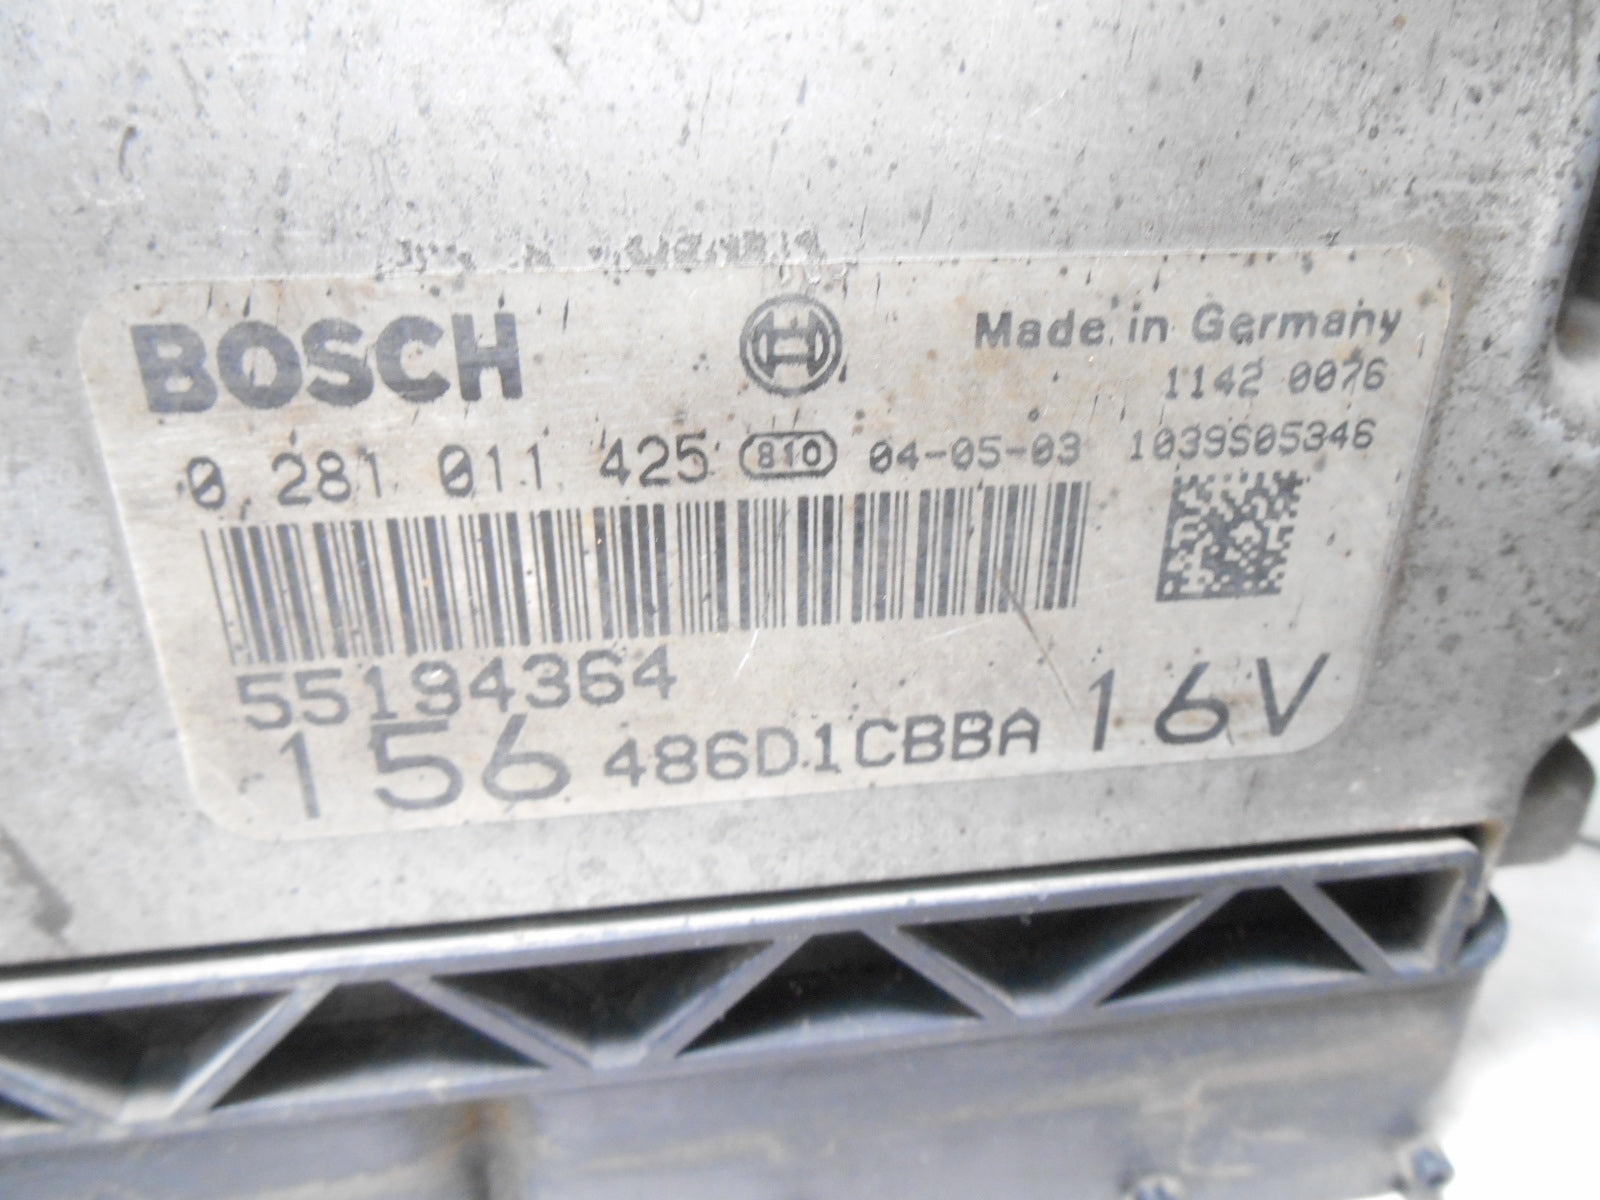 BOSCH
Made in Germany
1142 0076
0 281 011 425 810 04-05-03 1039S05346
55194364
156 486D1CBBA 16V